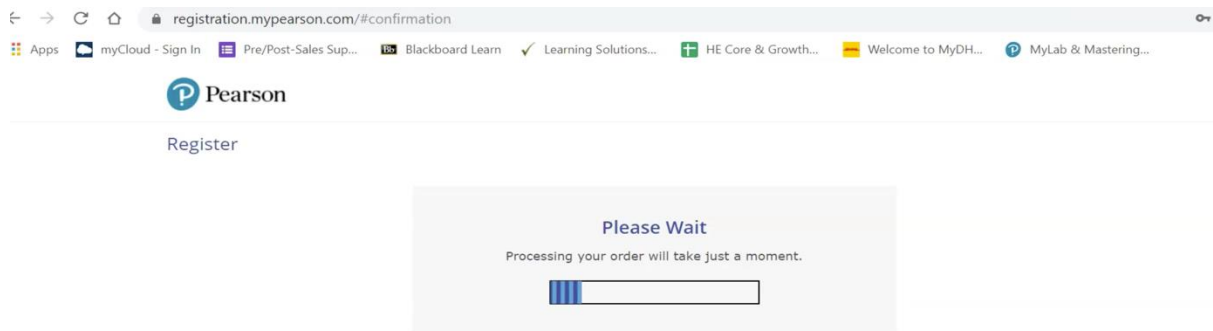 registration.mypearson.com/#confirmation
Apps myCloud - Sign In Pre/Post-Sales Sup... Bb Blackboard Learn Learning Solutions... HE Core & Growth... Welcome to MyDH... P MyLab & Mastering...
P Pearson
Register
Please Wait
Processing your order will take just a moment.